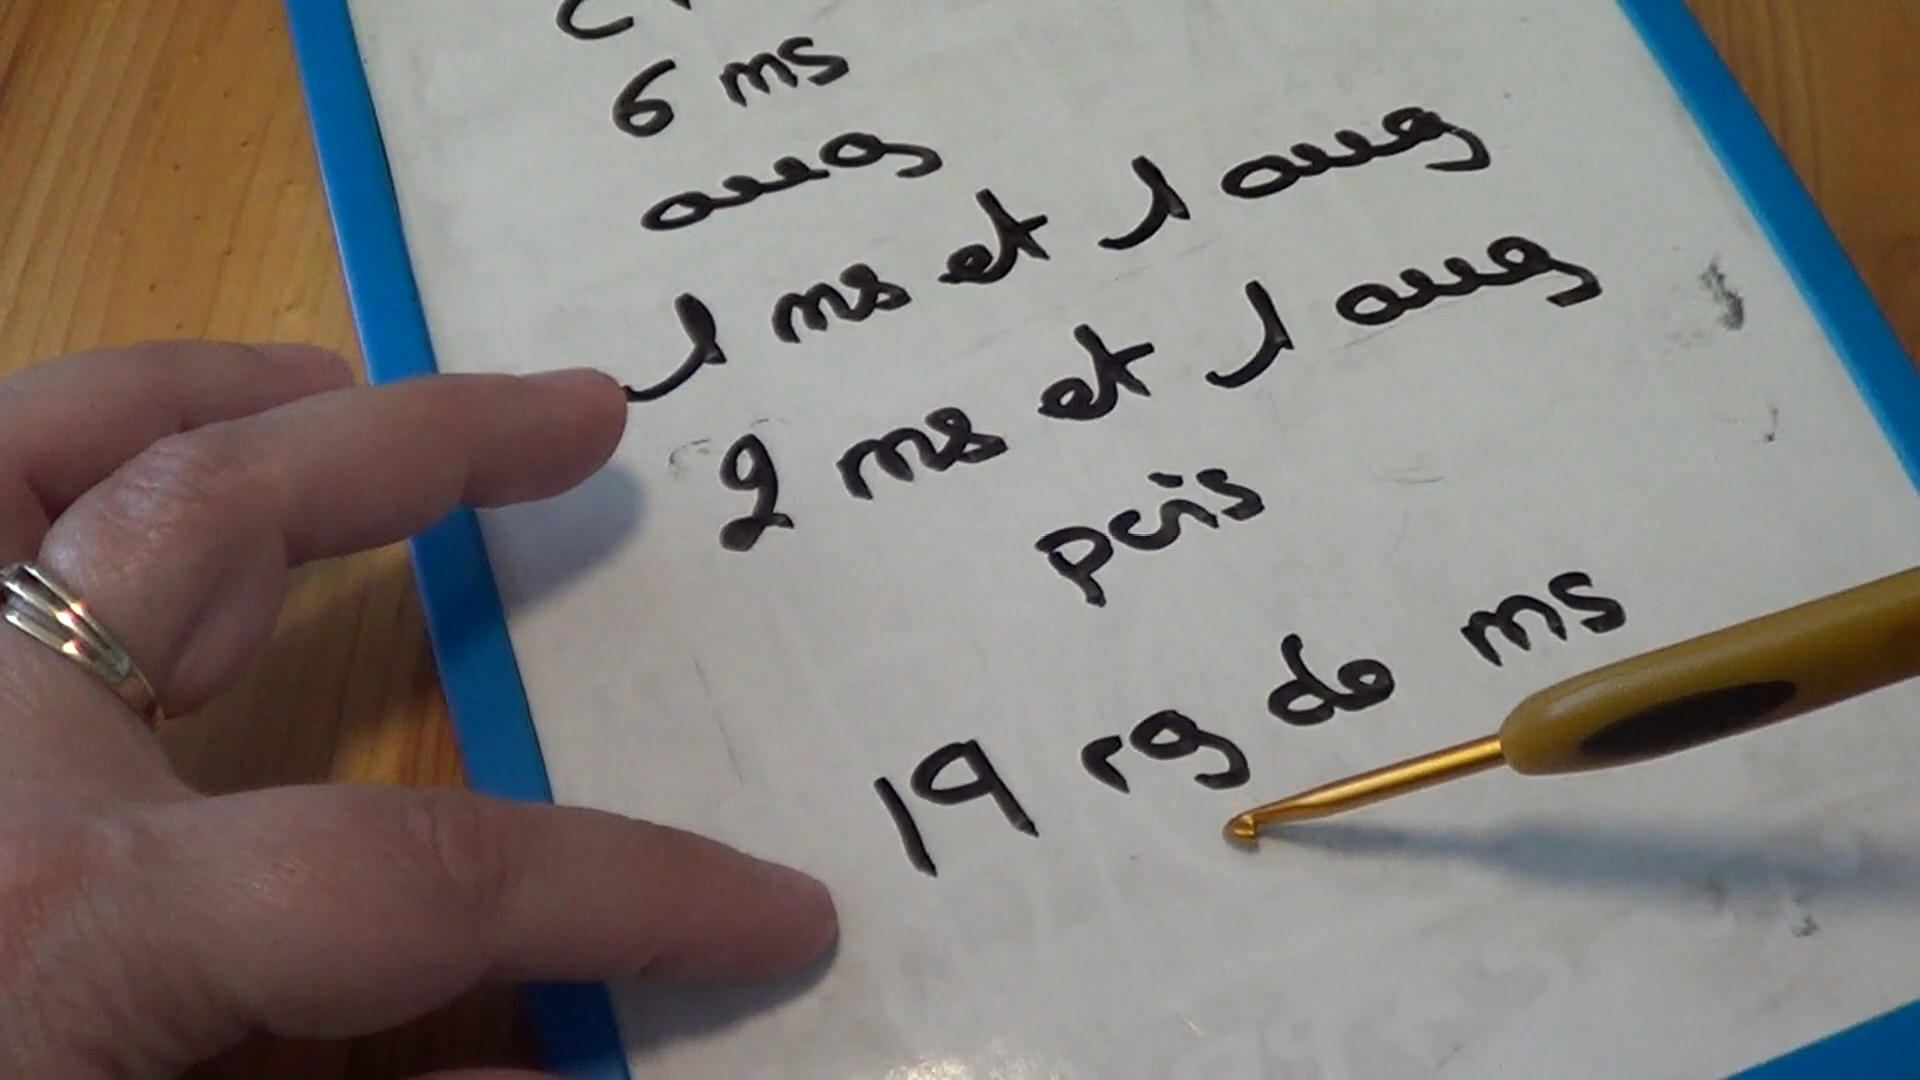 6 ms
aug
1 ms et 1 aug
2 ms et 1 aug
puis
19 rg de ms